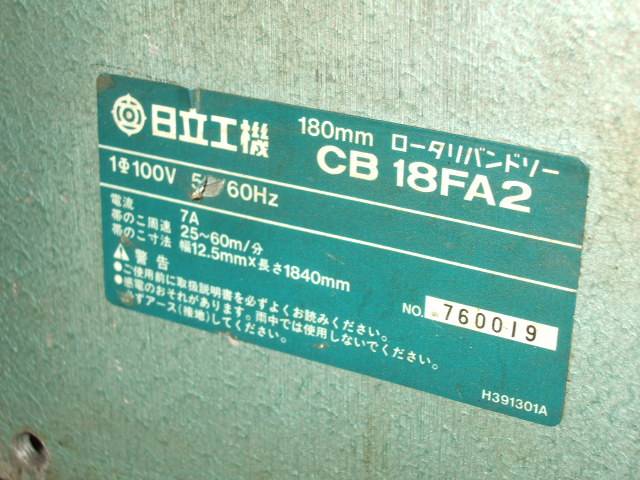 日立工機
180mm ロータリバンドソー
CB 18FA2
1Φ100V 5 /60Hz
電流 7A
帯のこ周速 25~60m/分
帯のこ寸法 幅12.5mm×長さ1840mm
警告
●ご使用前に取扱説明書を必ずよくお読みください。
●感電のおそれがあります。雨中では使用しないでください。
必ずアース(接地)してください。
NO. 760019
H391301A